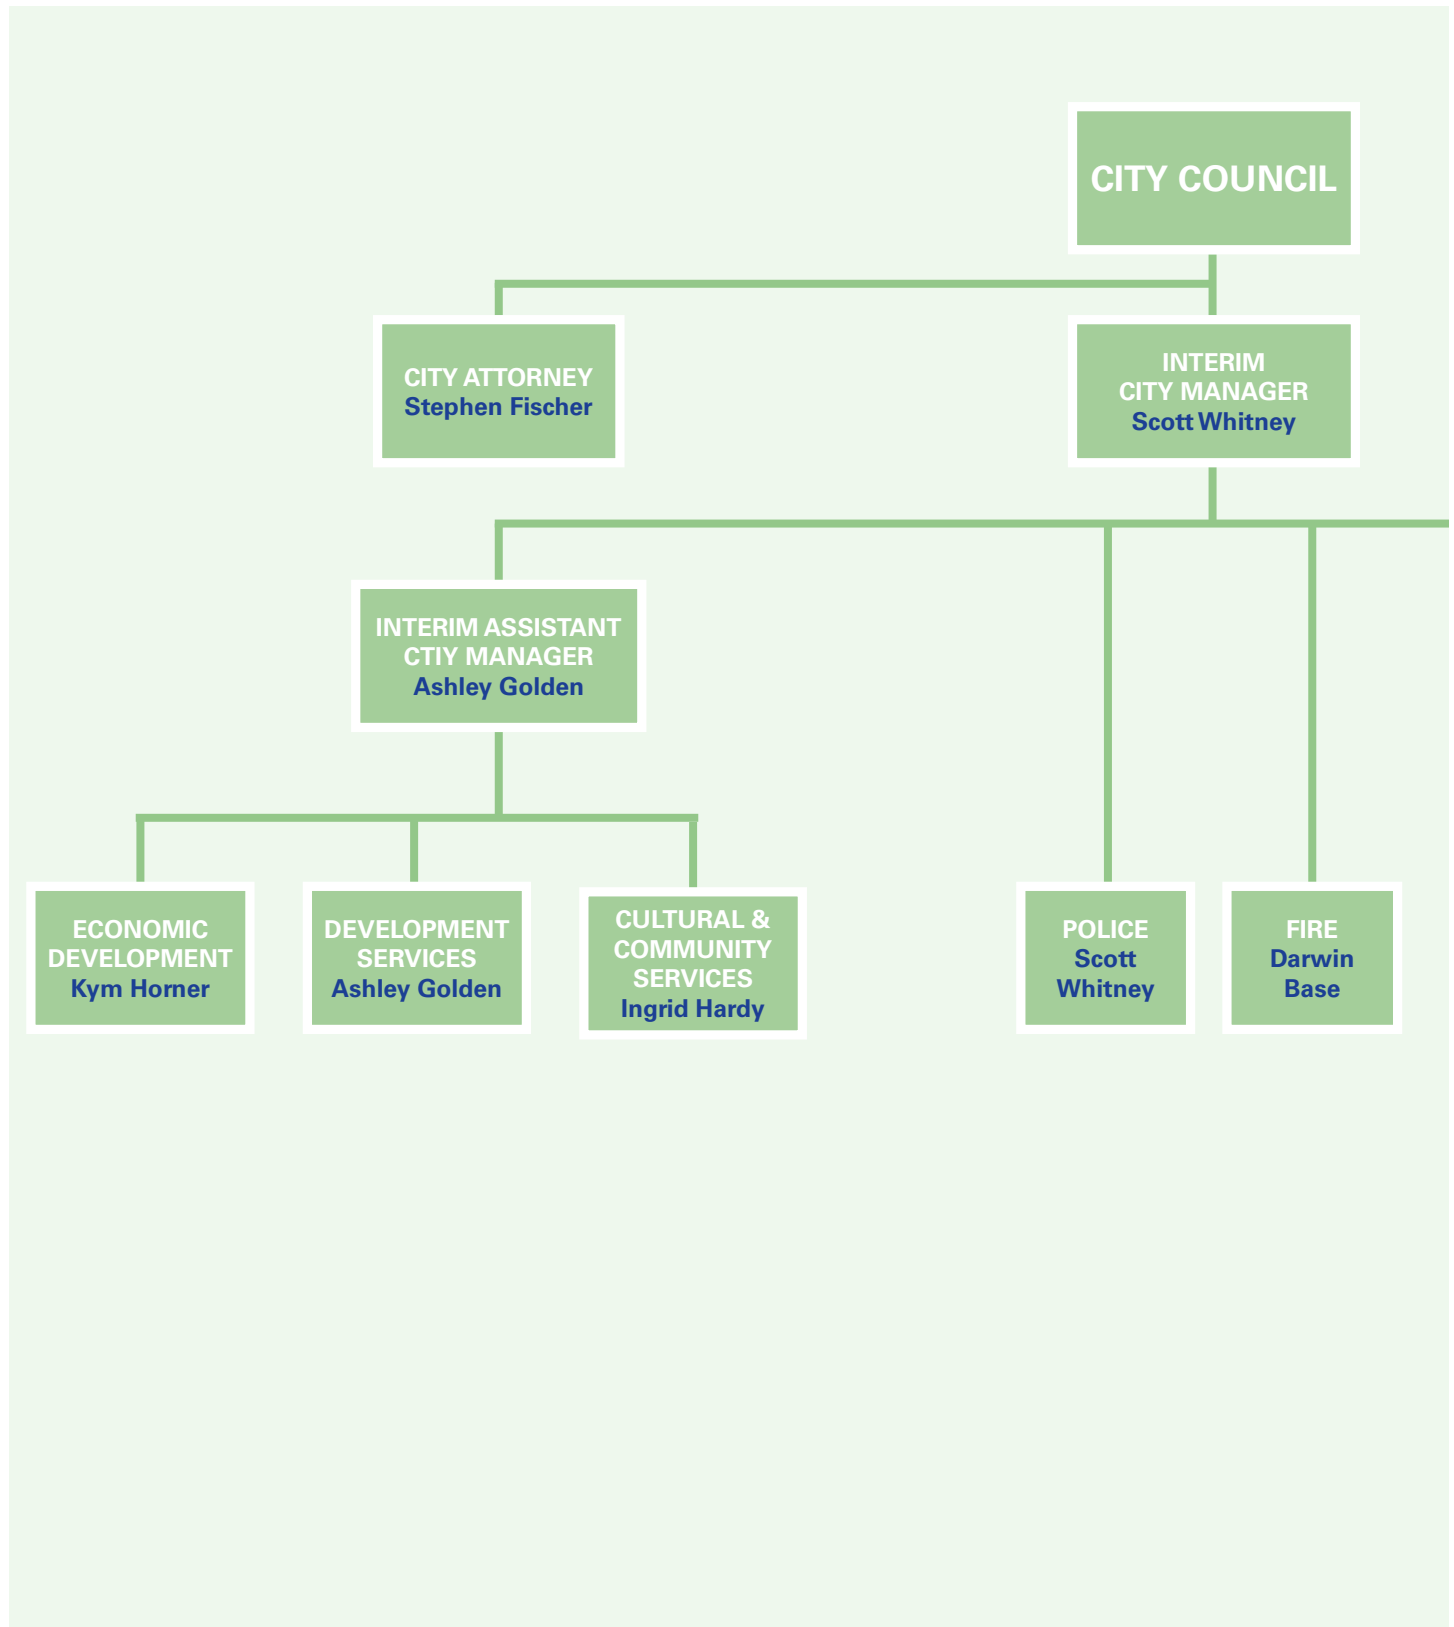 CITY COUNCIL
CITY ATTORNEY
Stephen Fischer
INTERIM
CITY MANAGER
Scott Whitney
INTERIM ASSISTANT
CTIY MANAGER
Ashley Golden
ECONOMIC
DEVELOPMENT
Kym Horner
DEVELOPMENT
SERVICES
Ashley Golden
CULTURAL &
COMMUNITY
SERVICES
Ingrid Hardy
POLICE
Scott
Whitney
FIRE
Darwin
Base